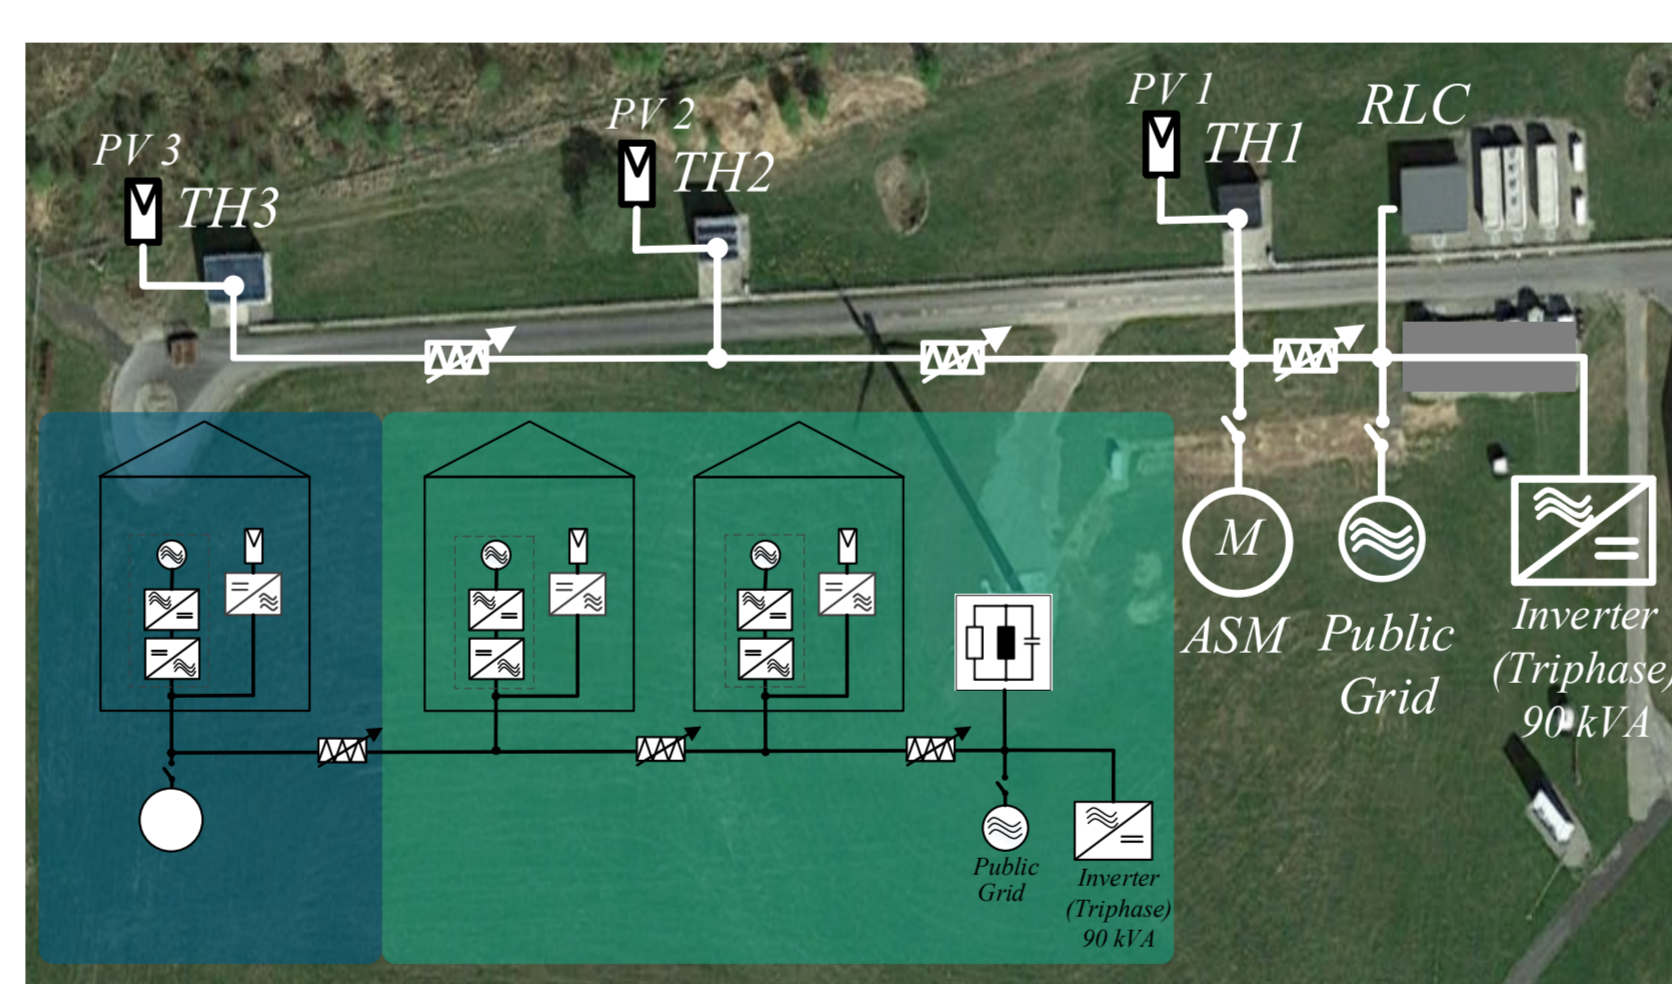 PV 3
TH3
PV 2
TH2
PV 1
TH1
RLC
M
ASM
Public
Grid
Inverter
(Triphase)
90 kVA
Public
Grid
Inverter
(Triphase)
90 kVA